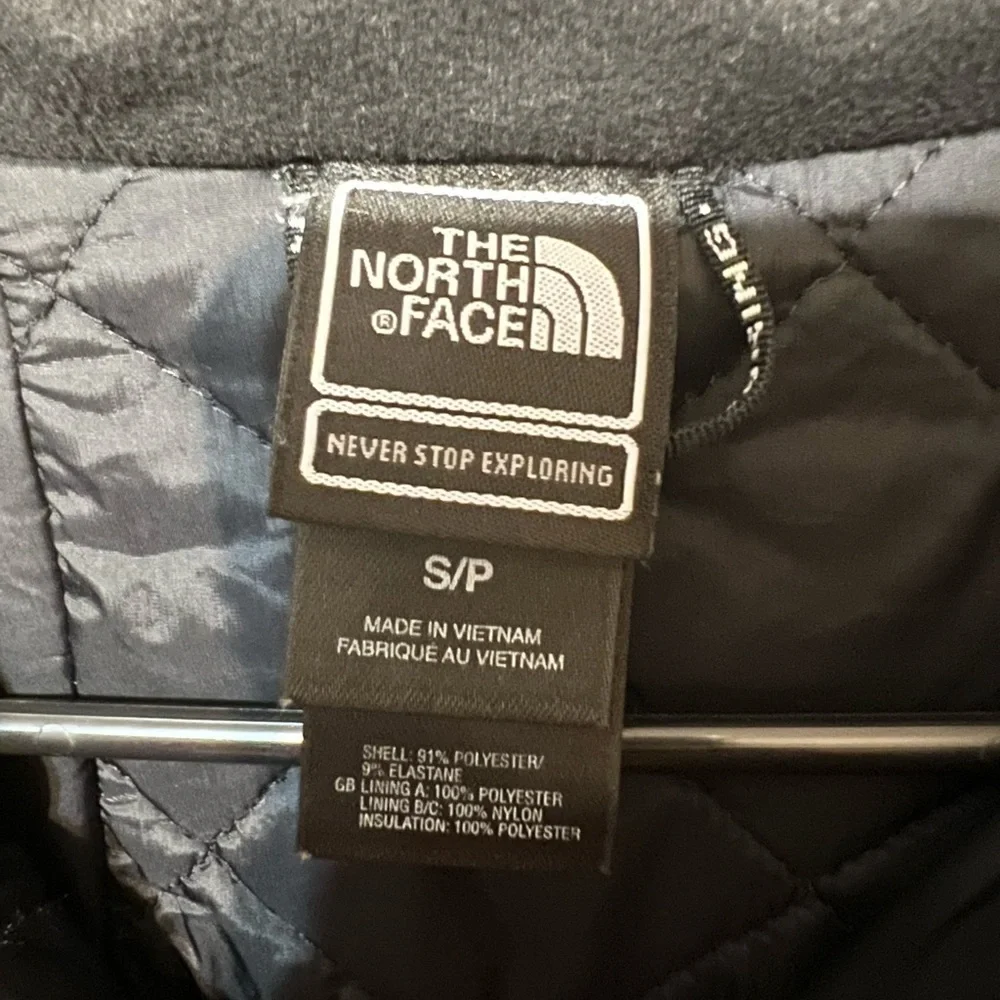 THE
NORTH
®FACE
NEVER STOP EXPLORING
S/P
MADE IN VIETNAM
FABRIQUÉ AU VIETNAM
SHELL: 91% POLYESTER/
9% ELASTANE
GB LINING A: 100% POLYESTER
LINING B/C: 100% NYLON
INSULATION: 100% POLYESTER